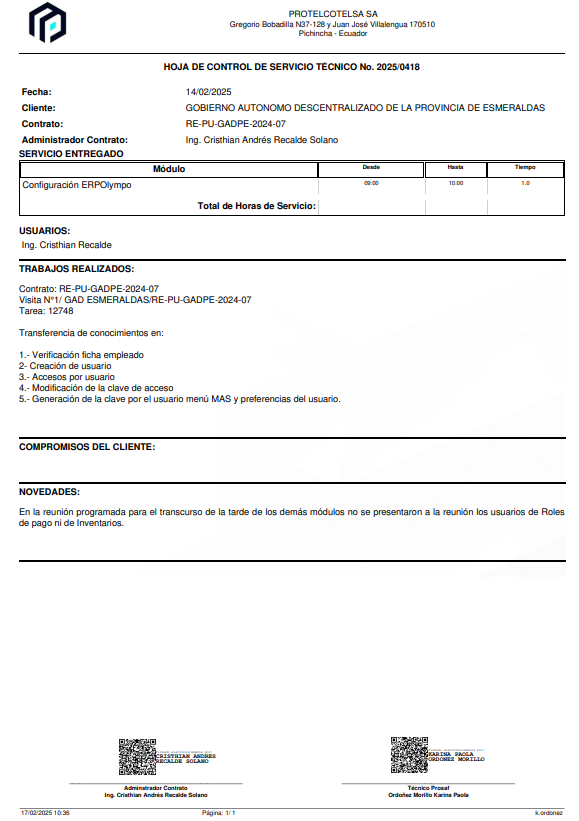 PROTELCOTELSA SA
Gregorio Bobadilla N37-128 y Juan José Villalengua 170510
Pichincha - Ecuador
HOJA DE CONTROL DE SERVICIO TÉCNICO No. 2025/0418
Fecha: 14/02/2025
Cliente: GOBIERNO AUTONOMO DESCENTRALIZADO DE LA PROVINCIA DE ESMERALDAS
Contrato: RE-PU-GADPE-2024-07
Administrador Contrato: Ing. Cristhian Andrés Recalde Solano
SERVICIO ENTREGADO
Módulo Desde Hasta Tiempo
Configuración ERPOlympo 09:00 10:00 1.0
Total de Horas de Servicio:
USUARIOS:
Ing. Cristhian Recalde
TRABAJOS REALIZADOS:
Contrato: RE-PU-GADPE-2024-07
Visita N°1/ GAD ESMERALDAS/RE-PU-GADPE-2024-07
Tarea: 12748
Transferencia de conocimientos en:
1.- Verificación ficha empleado
2- Creación de usuario
3.- Accesos por usuario
4.- Modificación de la clave de acceso
5.- Generación de la clave por el usuario menú MAS y preferencias del usuario.
COMPROMISOS DEL CLIENTE:
NOVEDADES:
En la reunión programada para el transcurso de la tarde de los demás módulos no se presentaron a la reunión los usuarios de Roles
de pago ni de Inventarios.
CRISTHIAN ANDRES
RECALDE SOLANO
KARINA PAOLA
ORDONEZ MORILLO
Adminstrador Contrato
Ing. Cristhian Andrés Recalde Solano
Técnico Prosaf
Ordoñez Morillo Karina Paola
17/02/2025 10:36 Página: 1/ 1 k.ordonez